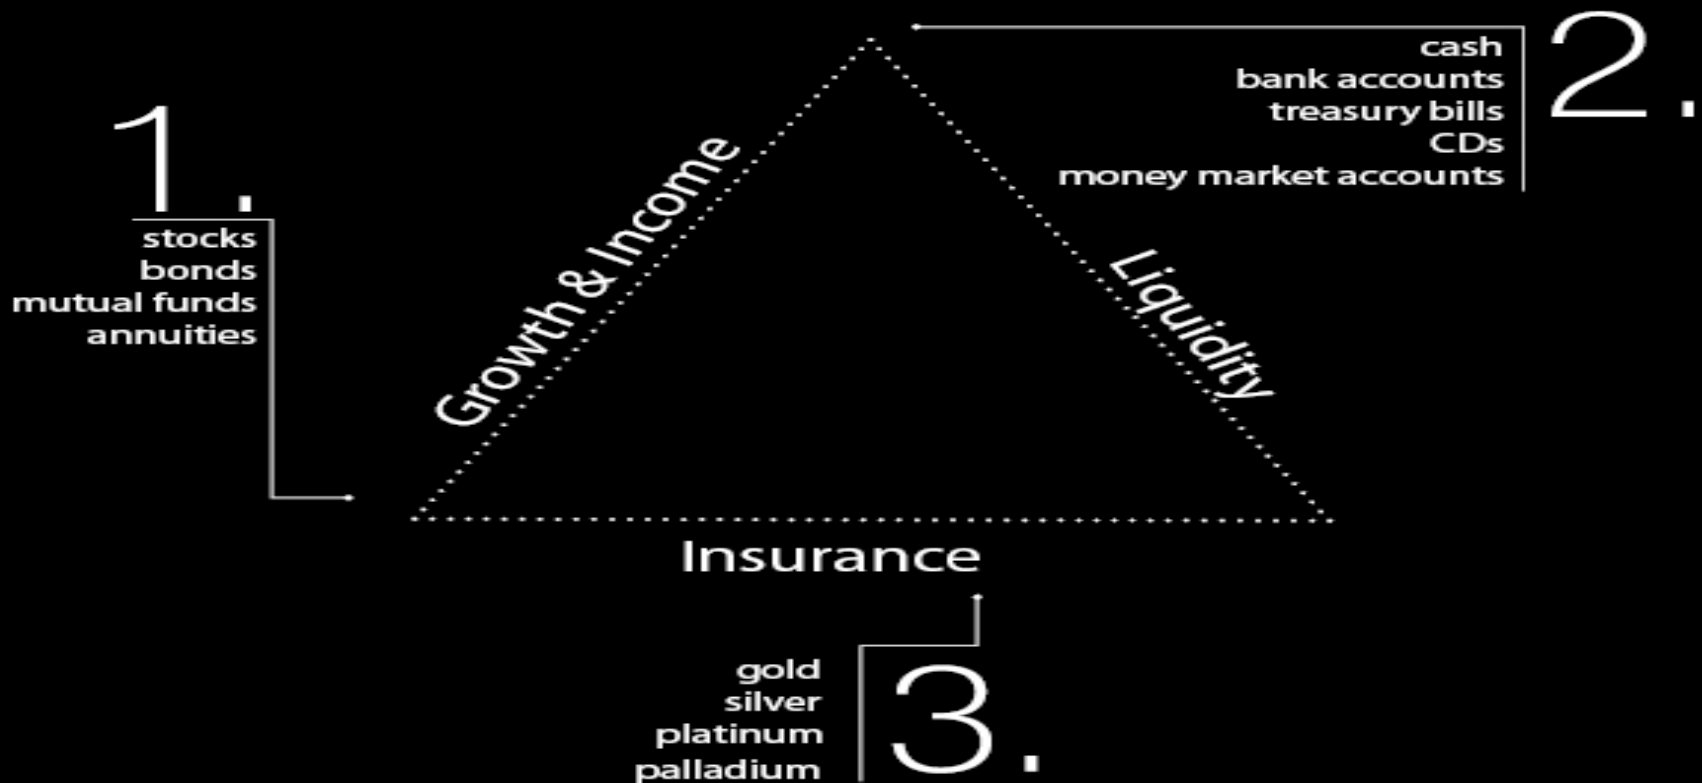 1.
stocks
bonds
mutual funds
annuities
Growth & Income
2.
cash
bank accounts
treasury bills
CDs
money market accounts
Liquidity
Insurance
3.
gold
silver
platinum
palladium